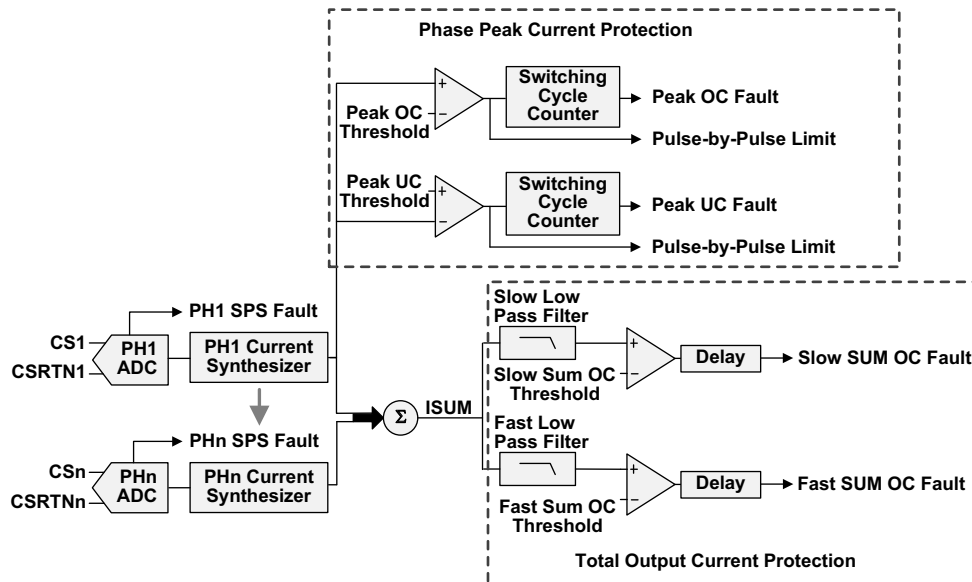 Phase Peak Current Protection
+
Peak OC
Threshold
−
Switching
Cycle
Counter
Peak OC Fault
Pulse-by-Pulse Limit
Peak UC
Threshold
+
−
Switching
Cycle
Counter
Peak UC Fault
Pulse-by-Pulse Limit
PH1 SPS Fault
CS1
CSRTN1
PH1
ADC
PH1 Current
Synthesizer
PHn SPS Fault
CSn
CSRTNn
PHn
ADC
PHn Current
Synthesizer
Σ
ISUM
Slow Low
Pass Filter
+
−
Slow Sum OC
Threshold
Delay
Slow SUM OC Fault
Fast Low
Pass Filter
+
−
Fast Sum OC
Threshold
Delay
Fast SUM OC Fault
Total Output Current Protection